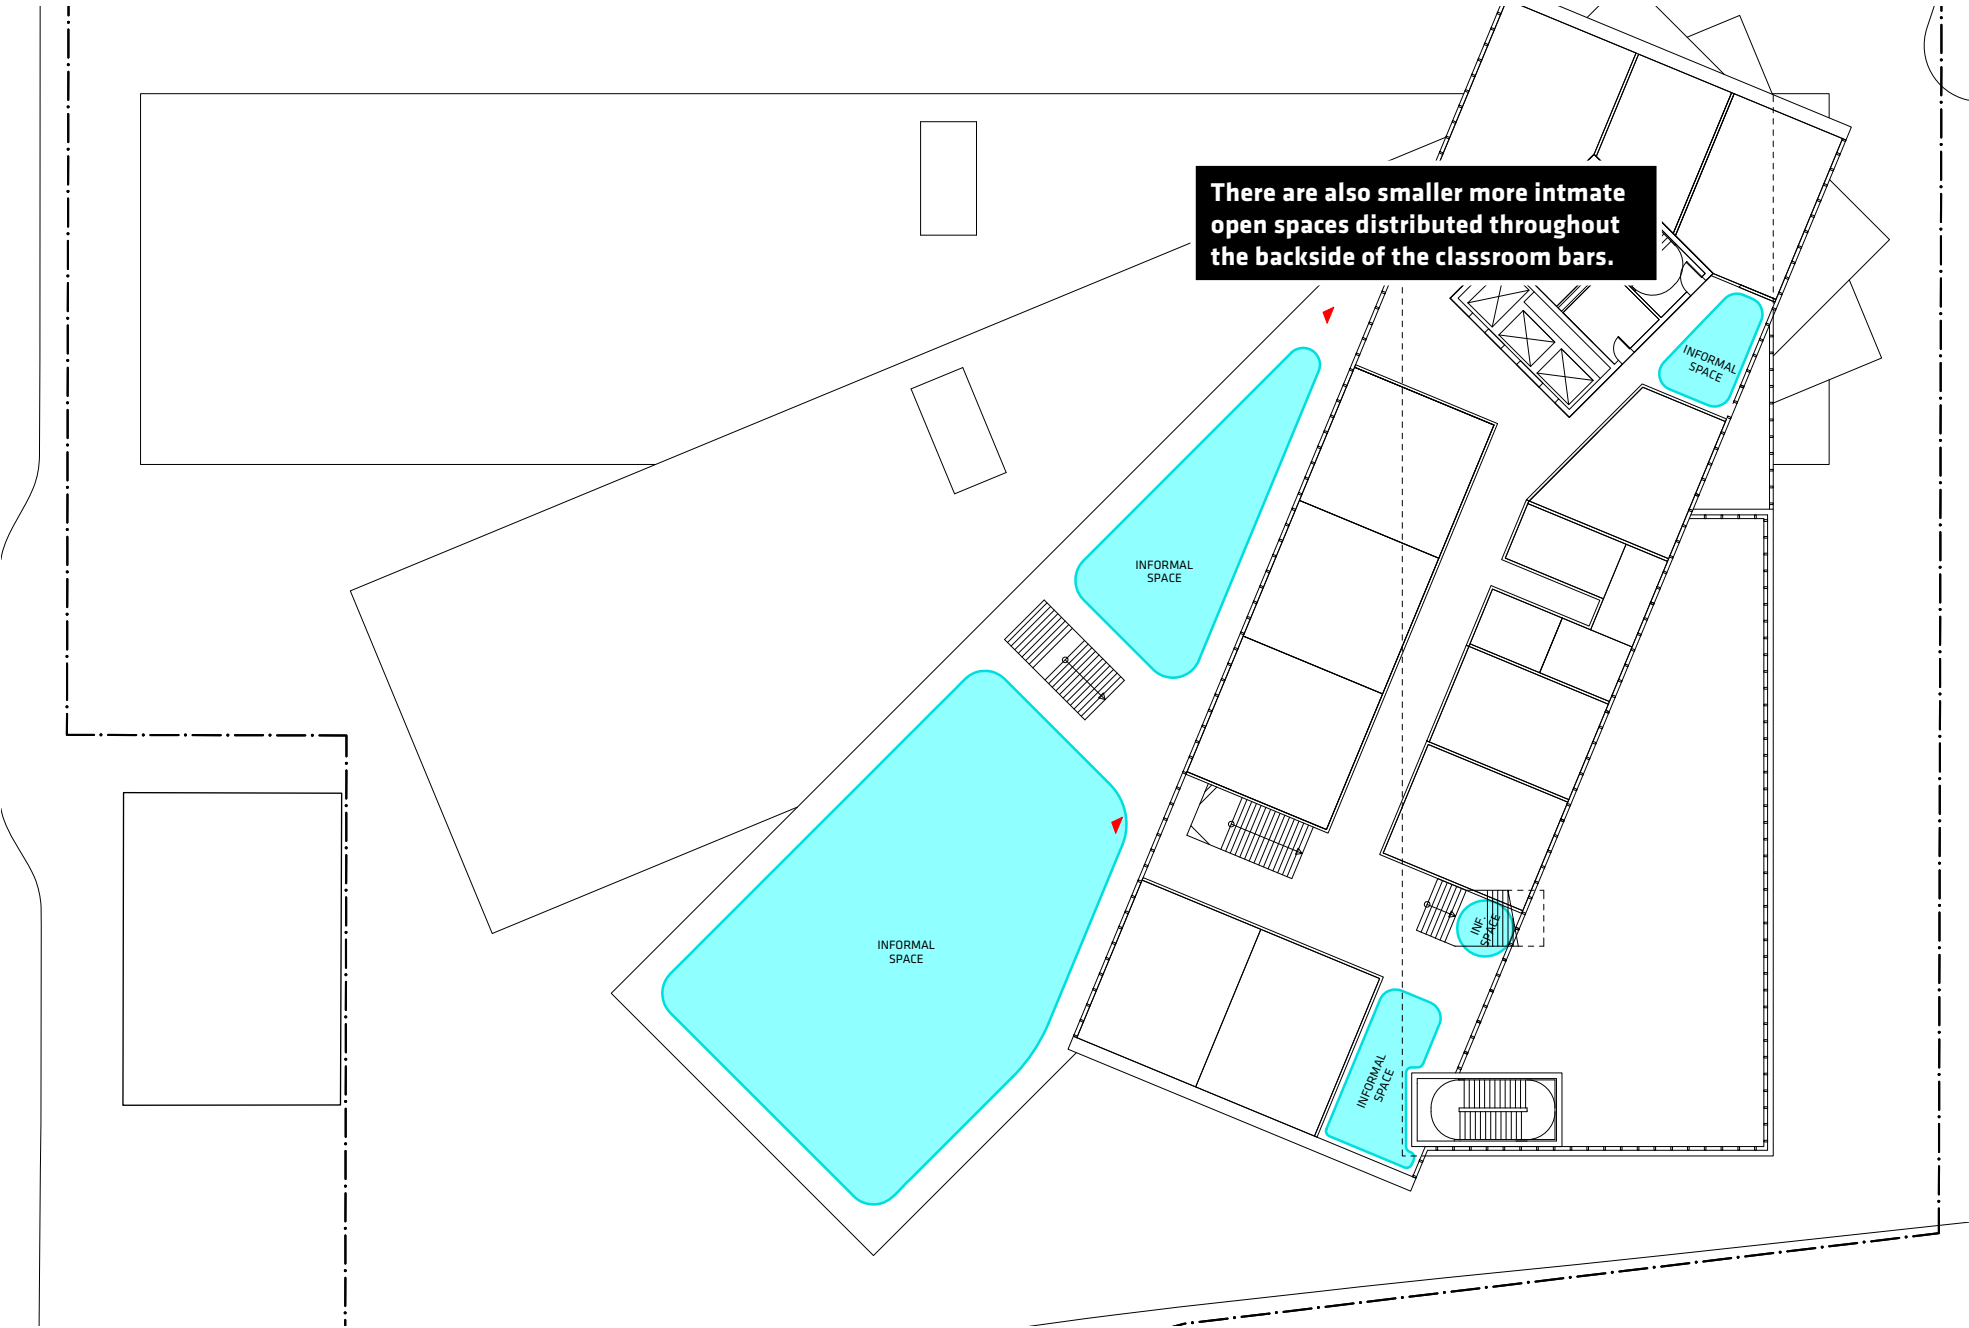 There are also smaller more intmate
open spaces distributed throughout
the backside of the classroom bars.
INFORMAL
SPACE
INFORMAL
SPACE
INFORMAL
SPACE
INF.
SPACE
INFORMAL
SPACE